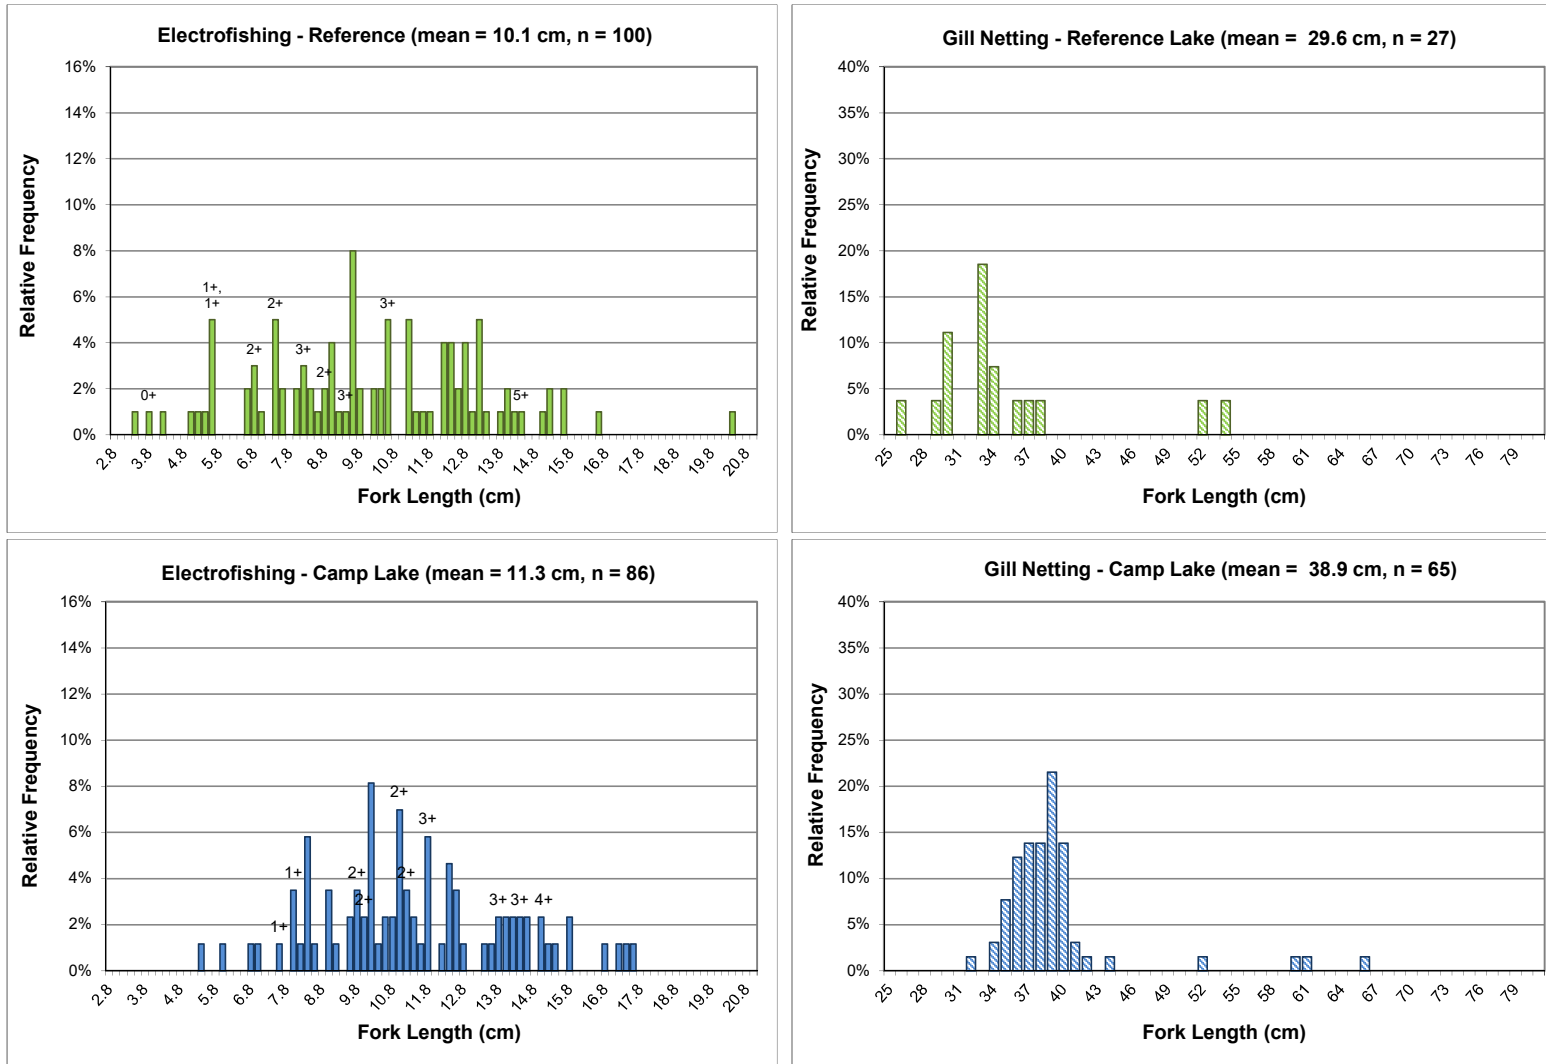 Electrofishing - Reference (mean = 10.1 cm, n = 100)
Relative Frequency
16%
14%
12%
10%
8%
6%
4%
2%
0%
1+,
1+
2+
3+
2+
3+
2+
0+
3+
5+
2.8 3.8 4.8 5.8 6.8 7.8 8.8 9.8 10.8 11.8 12.8 13.8 14.8 15.8 16.8 17.8 18.8 19.8 20.8
Fork Length (cm)
Gill Netting - Reference Lake (mean = 29.6 cm, n = 27)
Relative Frequency
40%
35%
30%
25%
20%
15%
10%
5%
0%
25 28 31 34 37 40 43 46 49 52 55 58 61 64 67 70 73 76 79
Fork Length (cm)
Electrofishing - Camp Lake (mean = 11.3 cm, n = 86)
Relative Frequency
16%
14%
12%
10%
8%
6%
4%
2%
0%
2+
3+
1+ 2+ 2+
2+ 3+ 3+ 4+
1+
2.8 3.8 4.8 5.8 6.8 7.8 8.8 9.8 10.8 11.8 12.8 13.8 14.8 15.8 16.8 17.8 18.8 19.8 20.8
Fork Length (cm)
Gill Netting - Camp Lake (mean = 38.9 cm, n = 65)
Relative Frequency
40%
35%
30%
25%
20%
15%
10%
5%
0%
25 28 31 34 37 40 43 46 49 52 55 58 61 64 67 70 73 76 79
Fork Length (cm)